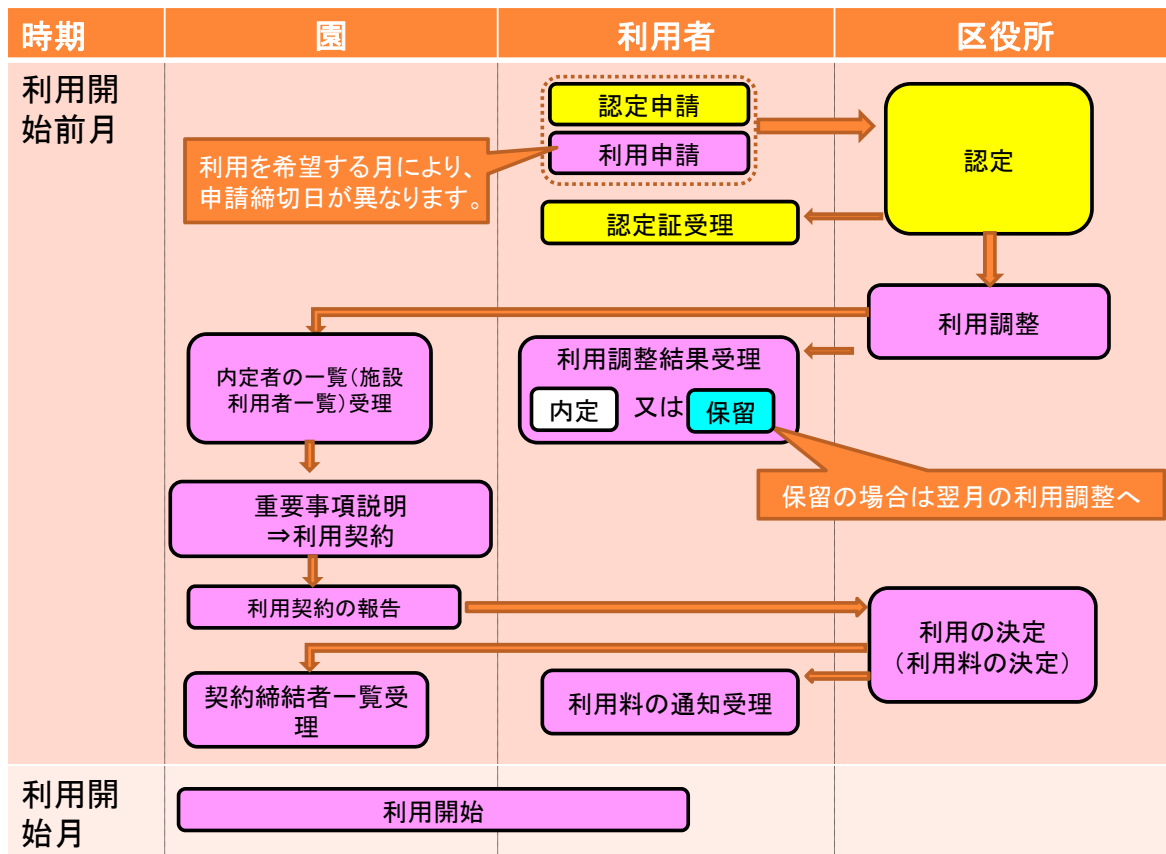 時期
園
利用者
区役所
利用開
始前月
認定申請
利用申請
認定
利用を希望する月により、
申請締切日が異なります。
認定証受理
利用調整
内定者の一覧(施設
利用者一覧)受理
利用調整結果受理
内定 又は 保留
保留の場合は翌月の利用調整へ
重要事項説明
⇒利用契約
利用契約の報告
利用の決定
(利用料の決定)
契約締結者一覧受
理
利用料の通知受理
利用開
始月
利用開始